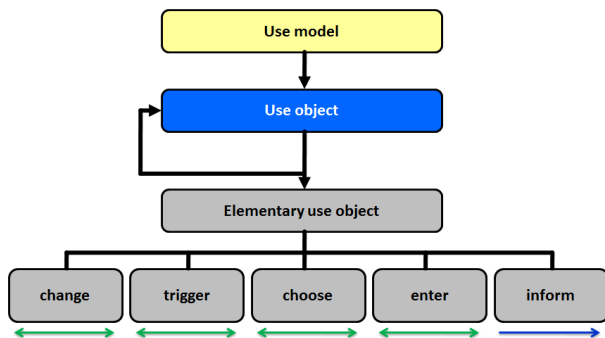 Use model
Use object
Elementary use object
change
trigger
choose
enter
inform